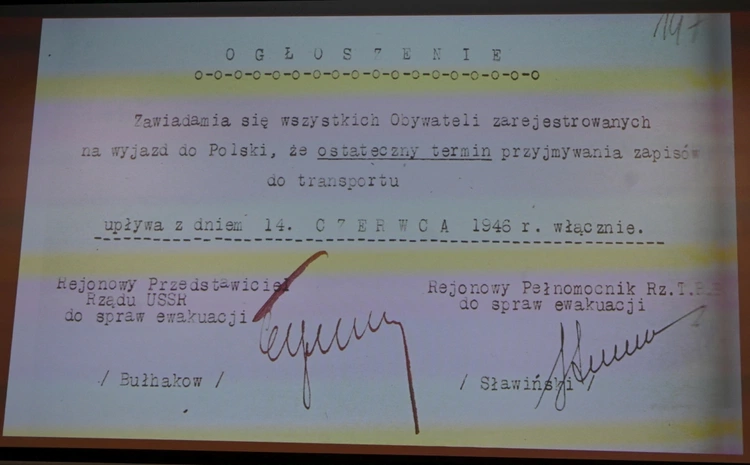 O G Ł O S Z E N I E
o-o-o-o-o-o-o-o-o-o-o-o-o-o-o-o-o-o
Zawiadamia się wszystkich Obywateli zarejestrowanych
na wyjazd do Polski, że ostateczny termin przyjmywania zapisów
do transportu
upływa z dniem 14. C Z E R W C A 1946 r. włącznie.
Rejonowy Przedstawiciel
Rządu USSR
do spraw ewakuacji
/ Bułhakow /
Rejonowy Pełnomocnik Rz.T.R.
do spraw ewakuacji
/ Sławiński /